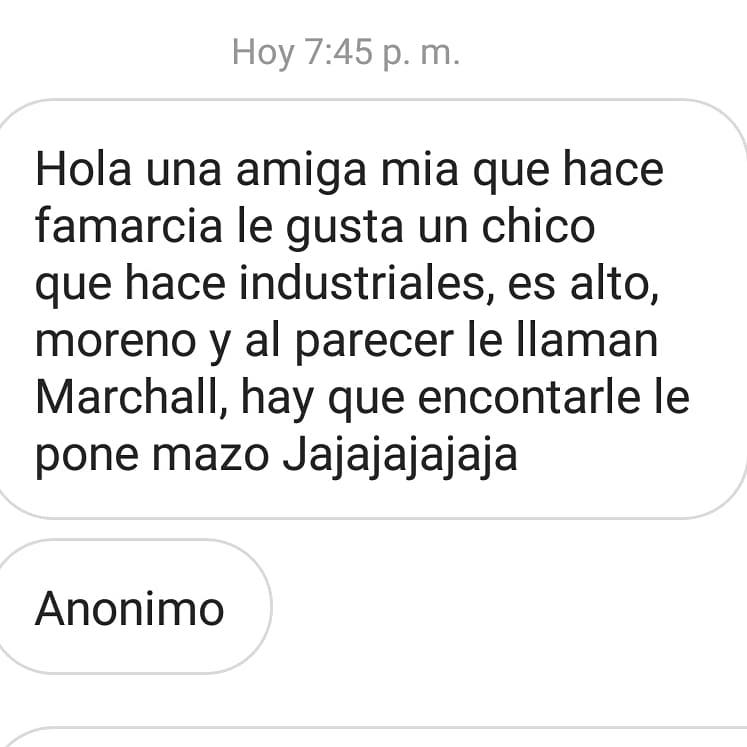 Hoy 7:45 p. m.
Hola una amiga mia que hace
famarcia le gusta un chico
que hace industriales, es alto,
moreno y al parecer le llaman
Marchall, hay que encontarle le
pone mazo Jajajajajaja
Anonimo